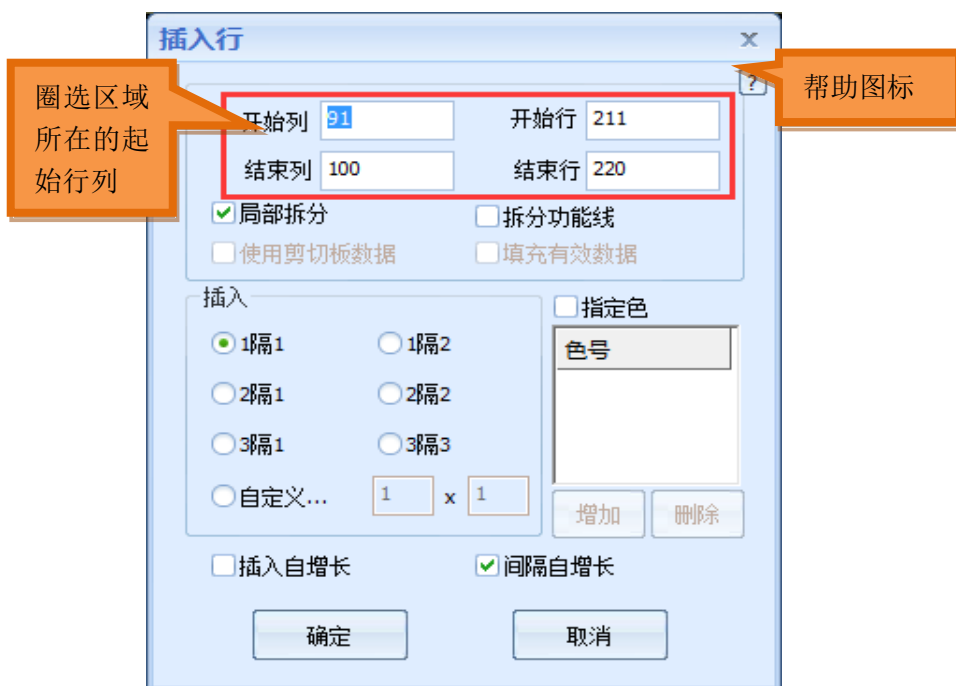 插入行
x
圈选区域
所在的起
始行列
帮助图标
?
开始列 91 开始行 211
结束列 100 结束行 220
局部拆分 拆分功能线
使用剪切板数据 填充有效数据
插入 指定色
1隔1 1隔2 色号
2隔1 2隔2
3隔1 3隔3
自定义... 1 x 1
增加 删除
插入自增长 间隔自增长
确定 取消